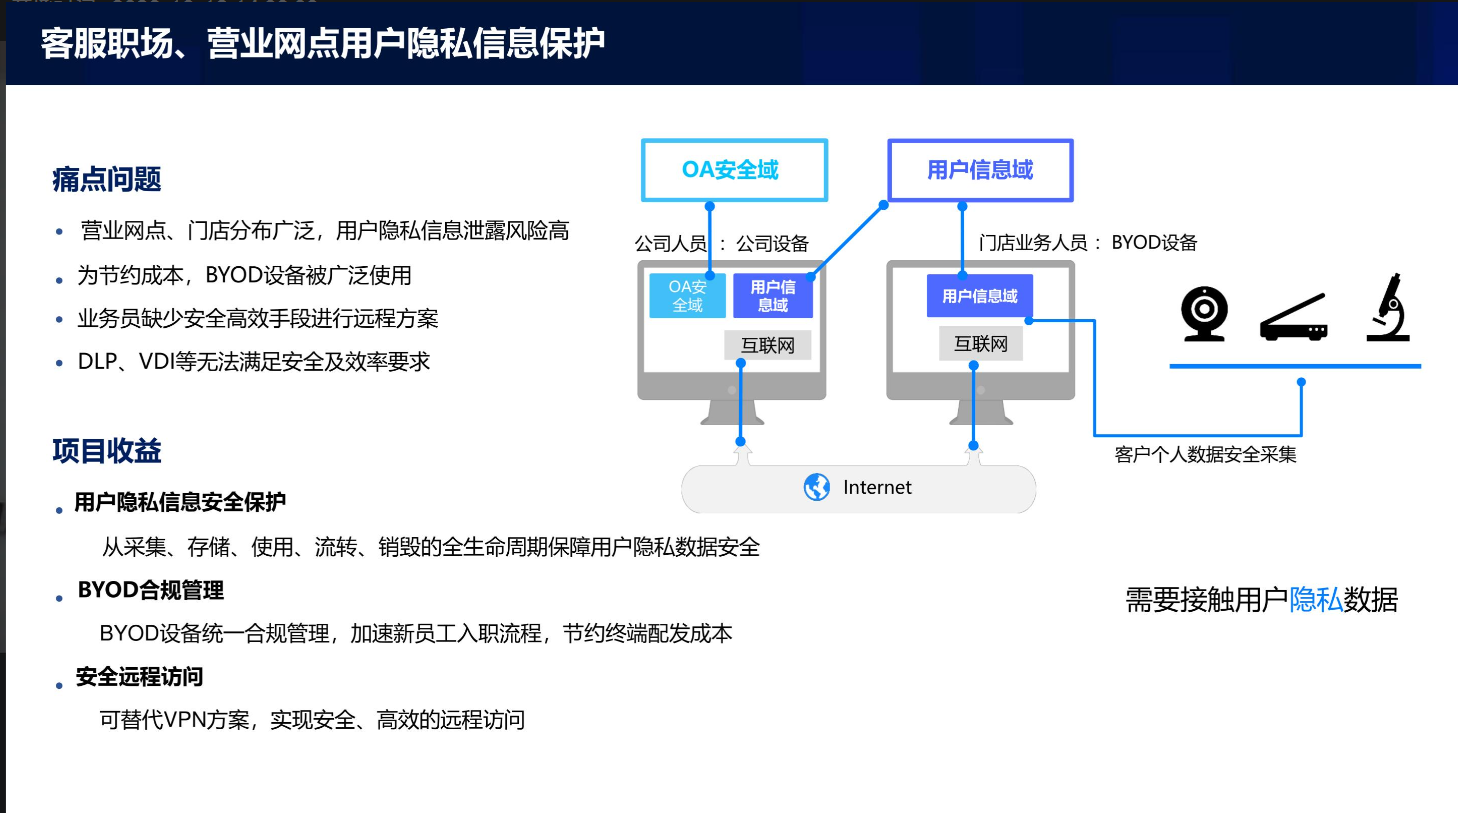 客服职场、营业网点用户隐私信息保护
痛点问题
营业网点、门店分布广泛，用户隐私信息泄露风险高
为节约成本，BYOD设备被广泛使用
业务员缺少安全高效手段进行远程方案
DLP、VDI等无法满足安全及效率要求
项目收益
用户隐私信息安全保护
从采集、存储、使用、流转、销毁的全生命周期保障用户隐私数据安全
BYOD合规管理
BYOD设备统一合规管理，加速新员工入职流程，节约终端配发成本
安全远程访问
可替代VPN方案，实现安全、高效的远程访问
OA安全域
用户信息域
公司人员 ：公司设备
门店业务人员：BYOD设备
OA安
全域
用户信
息域
互联网
用户信息域
互联网
Internet
客户个人数据安全采集
需要接触用户隐私数据